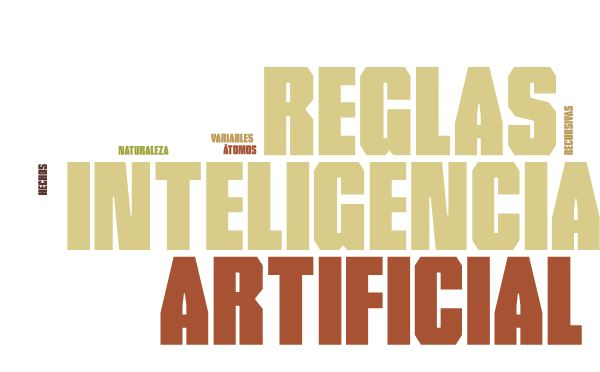 REGLAS
RECURSIVAS
VARIABLES
ÁTOMOS
NATURALEZA
HECHOS
INTELIGENCIA
ARTIFICIAL